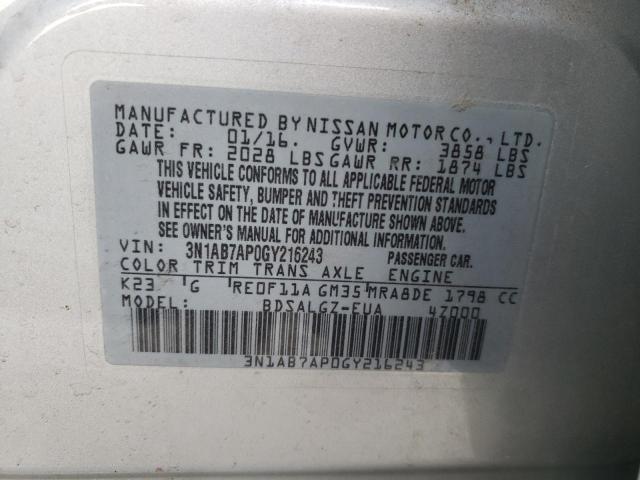 MANUFACTURED BY NISSAN MOTOR CO., LTD.
DATE: 01/16. GVWR: 3858 LBS
GAWR FR: 2028 LBS GAWR RR: 1874 LBS
THIS VEHICLE CONFORMS TO ALL APPLICABLE FEDERAL MOTOR
VEHICLE SAFETY, BUMPER AND THEFT PREVENTION STANDARDS
IN EFFECT ON THE DATE OF MANUFACTURE SHOWN ABOVE.
SEE OWNER'S MANUAL FOR ADDITIONAL INFORMATION.
VIN: 3N1AB7AP0GY216243 PASSENGER CAR.
COLOR TRIM TRANS AXLE ENGINE
K23 G RE0F11A GM35 MRA8DE 1798 CC
MODEL: BDSALGZ-EUA 4Z000
3N1AB7AP0GY216243